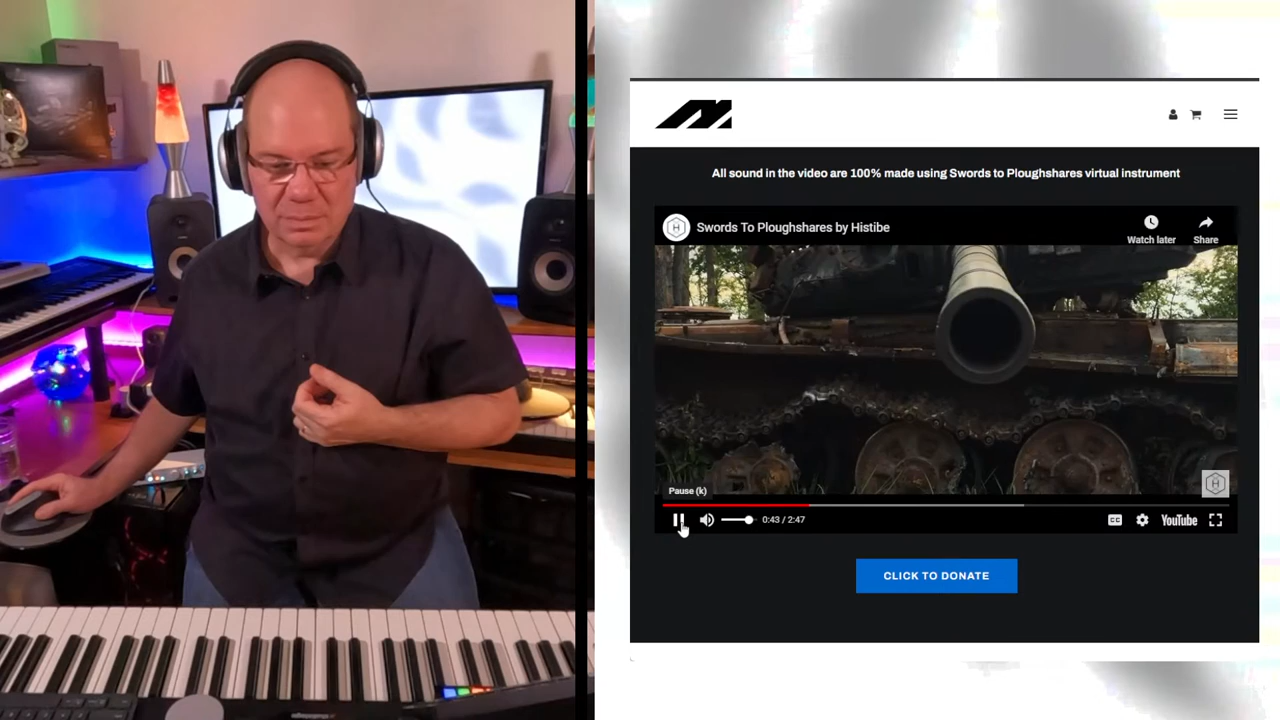 All sound in the video are 100% made using Swords to Ploughshares virtual instrument
H
Swords To Ploughshares by Histibe
Watch later
Share
H
Pause (k)
0:43 / 2:47
CC
YouTube
CLICK TO DONATE